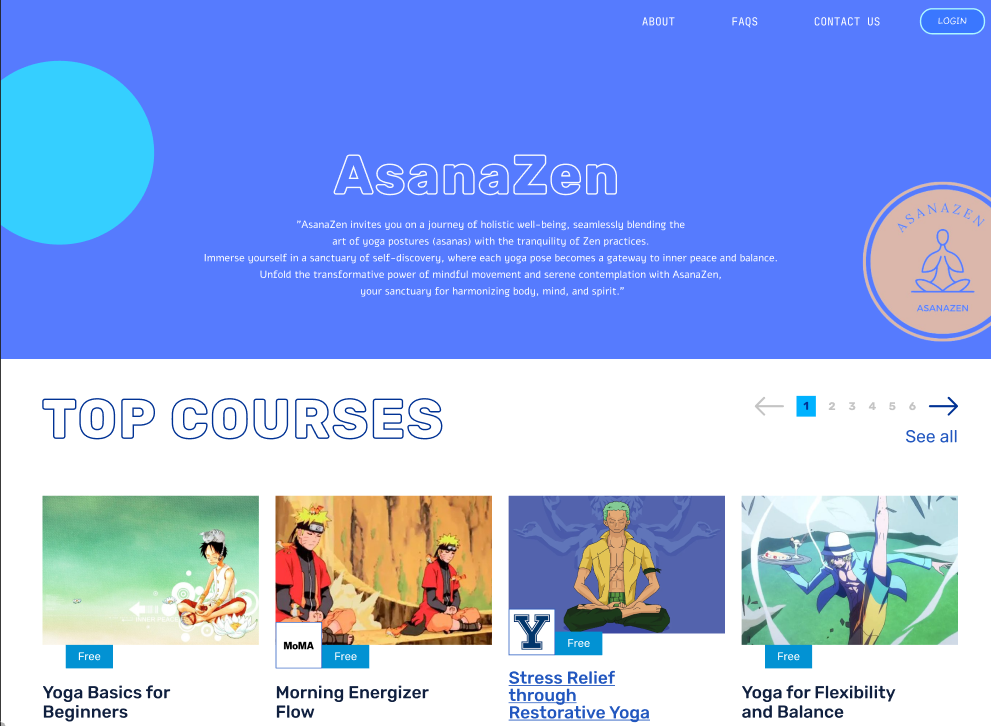 ABOUT FAQS CONTACT US LOGIN
AsanaZen
"AsanaZen invites you on a journey of holistic well-being, seamlessly blending the
art of yoga postures (asanas) with the tranquility of Zen practices.
Immerse yourself in a sanctuary of self-discovery, where each yoga pose becomes a gateway to inner peace and balance.
Unfold the transformative power of mindful movement and serene contemplation with AsanaZen,
your sanctuary for harmonizing body, mind, and spirit."
ASANAZEN
ASANAZEN
TOP COURSES
1 2 3 4 5 6
See all
MoMA
Y
Free
Free
Free
Free
Yoga Basics for
Beginners
Morning Energizer
Flow
Stress Relief
through
Restorative Yoga
Yoga for Flexibility
and Balance